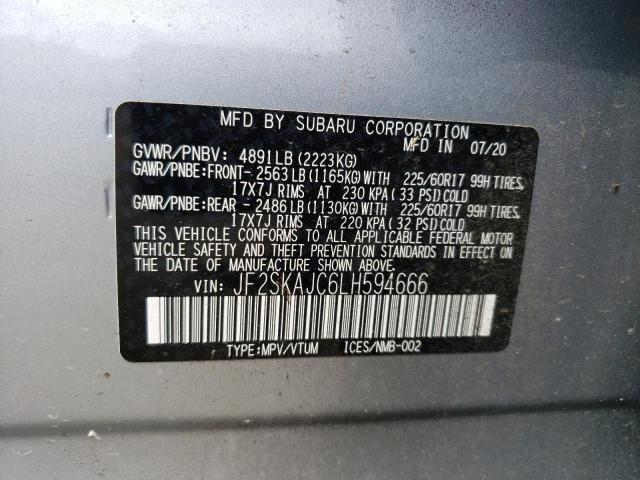 MFD BY SUBARU CORPORATION
MFD IN 07/20
GVWR/PNBV: 4891LB(2223KG)
GAWR/PNBE:FRONT-2563LB(1165KG)WITH 225/60R17 99H TIRES,
17X7J RIMS AT 230 KPA(33 PSI)COLD
GAWR/PNBE:REAR -2486LB(1130KG)WITH 225/60R17 99H TIRES,
17X7J RIMS AT 220 KPA(32 PSI)COLD
THIS VEHICLE CONFORMS TO ALL APPLICABLE FEDERAL MOTOR
VEHICLE SAFETY AND THEFT PREVENTION STANDARDS IN EFFECT ON
THE DATE OF MANUFACTURE SHOWN ABOVE.
VIN: JF2SKAJC6LH594666
TYPE:MPV/VTUM ICES/NMB-002